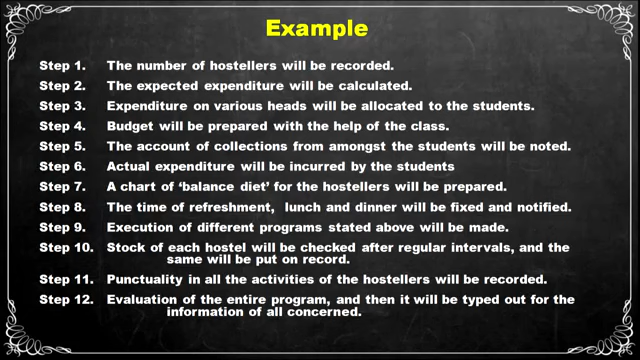 Example
Step 1. The number of hostellers will be recorded.
Step 2. The expected expenditure will be calculated.
Step 3. Expenditure on various heads will be allocated to the students.
Step 4. Budget will be prepared with the help of the class.
Step 5. The account of collections from amongst the students will be noted.
Step 6. Actual expenditure will be incurred by the students
Step 7. A chart of ‘balance diet’ for the hostellers will be prepared.
Step 8. The time of refreshment, lunch and dinner will be fixed and notified.
Step 9. Execution of different programs stated above will be made.
Step 10. Stock of each hostel will be checked after regular intervals, and the
same will be put on record.
Step 11. Punctuality in all the activities of the hostellers will be recorded.
Step 12. Evaluation of the entire program, and then it will be typed out for the
information of all concerned.